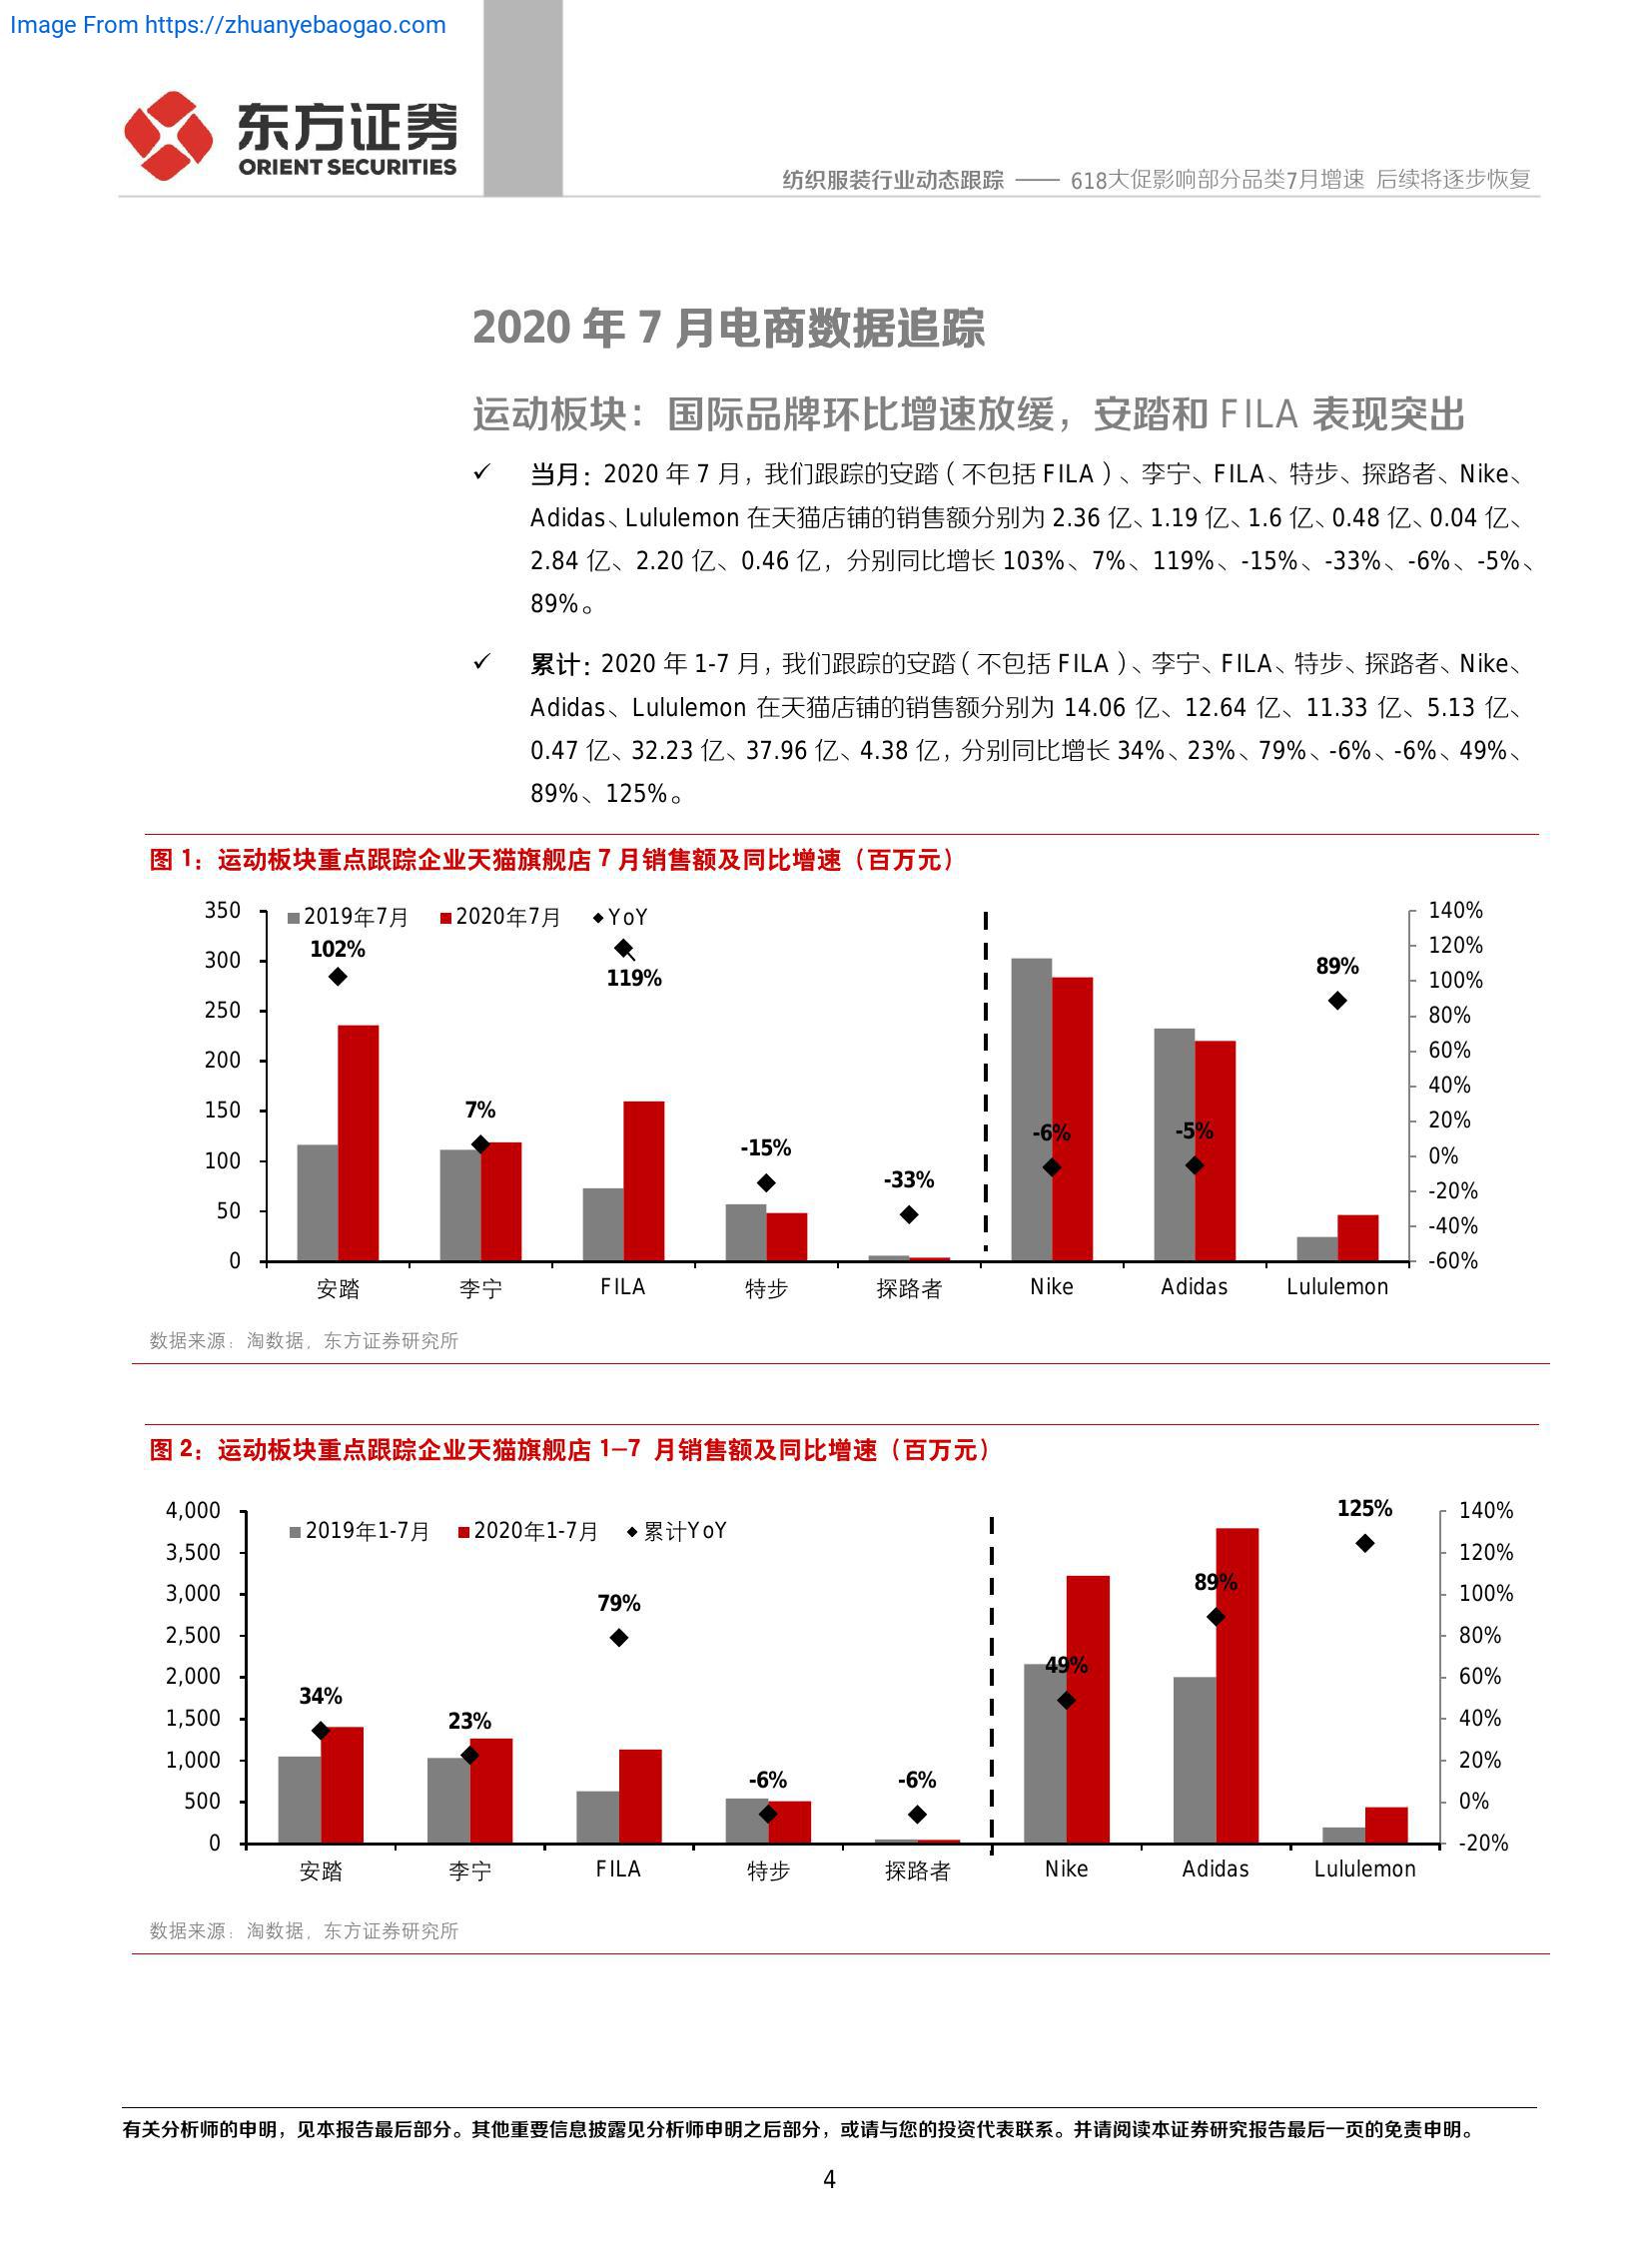 Image From https://zhuanyebaogao.com
东方证券
ORIENT SECURITIES
纺织服装行业动态跟踪 —— 618大促影响部分品类7月增速 后续将逐步恢复
2020 年 7 月电商数据追踪
运动板块：国际品牌环比增速放缓，安踏和 FILA 表现突出
✓ 当月：2020 年 7 月，我们跟踪的安踏（不包括 FILA）、李宁、FILA、特步、探路者、Nike、
Adidas、Lululemon 在天猫店铺的销售额分别为 2.36 亿、1.19 亿、1.6 亿、0.48 亿、0.04 亿、
2.84 亿、2.20 亿、0.46 亿，分别同比增长 103%、7%、119%、-15%、-33%、-6%、-5%、
89%。
✓ 累计：2020 年 1-7 月，我们跟踪的安踏（不包括 FILA）、李宁、FILA、特步、探路者、Nike、
Adidas、Lululemon 在天猫店铺的销售额分别为 14.06 亿、12.64 亿、11.33 亿、5.13 亿、
0.47 亿、32.23 亿、37.96 亿、4.38 亿，分别同比增长 34%、23%、79%、-6%、-6%、49%、
89%、125%。
图 1：运动板块重点跟踪企业天猫旗舰店 7 月销售额及同比增速（百万元）
2019年7月 2020年7月 YoY
350
300
250
200
150
100
50
0
102%
7%
119%
-15%
-33%
-6%
-5%
89%
140%
120%
100%
80%
60%
40%
20%
0%
-20%
-40%
-60%
安踏 李宁 FILA 特步 探路者 Nike Adidas Lululemon
数据来源：淘数据，东方证券研究所
图 2：运动板块重点跟踪企业天猫旗舰店 1–7 月销售额及同比增速（百万元）
2019年1-7月 2020年1-7月 累计YoY
4,000
3,500
3,000
2,500
2,000
1,500
1,000
500
0
34%
23%
79%
-6%
-6%
49%
89%
125%
140%
120%
100%
80%
60%
40%
20%
0%
-20%
安踏 李宁 FILA 特步 探路者 Nike Adidas Lululemon
数据来源：淘数据，东方证券研究所
有关分析师的申明，见本报告最后部分。其他重要信息披露见分析师申明之后部分，或请与您的投资代表联系。并请阅读本证券研究报告最后一页的免责申明。
4